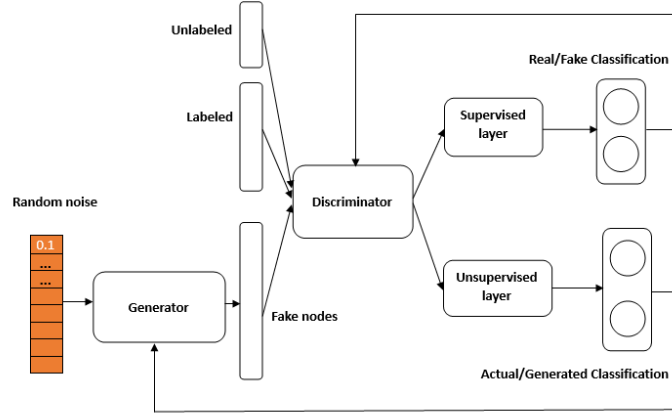 Unlabeled
Real/Fake Classification
Labeled
Supervised
layer
Random noise
Discriminator
0.1
...
...
Generator
Unsupervised
layer
Fake nodes
Actual/Generated Classification